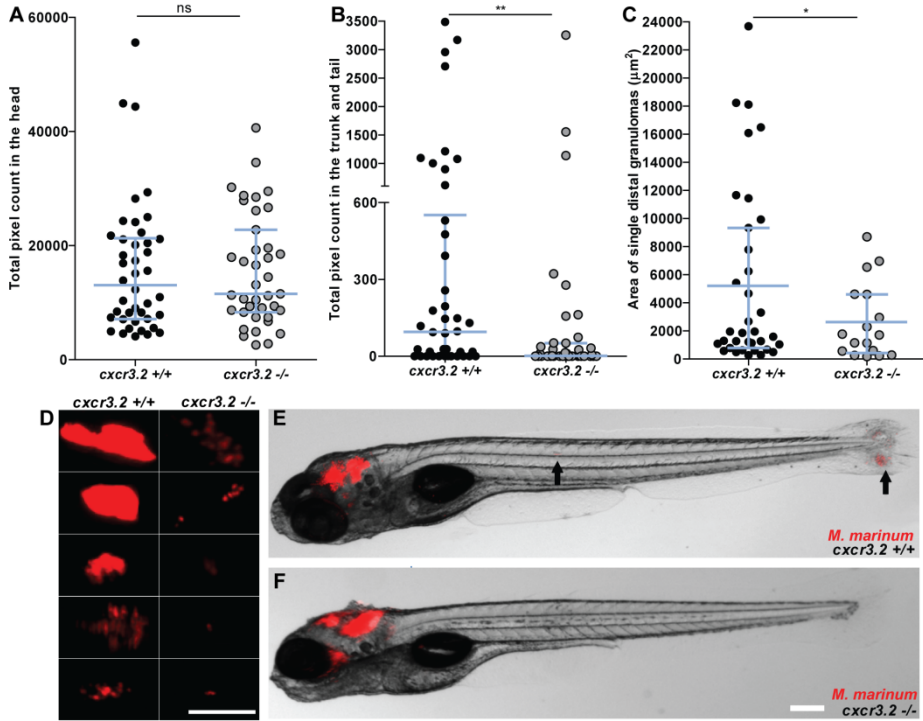 A
ns
Total pixel count in the head
60000
40000
20000
0
cxcr3.2 +/+
cxcr3.2 -/-
B
**
Total pixel count in the trunk and tail
3500
3000
2500
2000
1500
1000
600
300
0
cxcr3.2 +/+
cxcr3.2 -/-
C
*
Area of single distal granulomas (μm²)
24000
22000
20000
18000
16000
14000
12000
10000
8000
6000
4000
2000
0
cxcr3.2 +/+
cxcr3.2 -/-
D
cxcr3.2 +/+
cxcr3.2 -/-
E
M. marinum
cxcr3.2 +/+
F
M. marinum
cxcr3.2 -/-